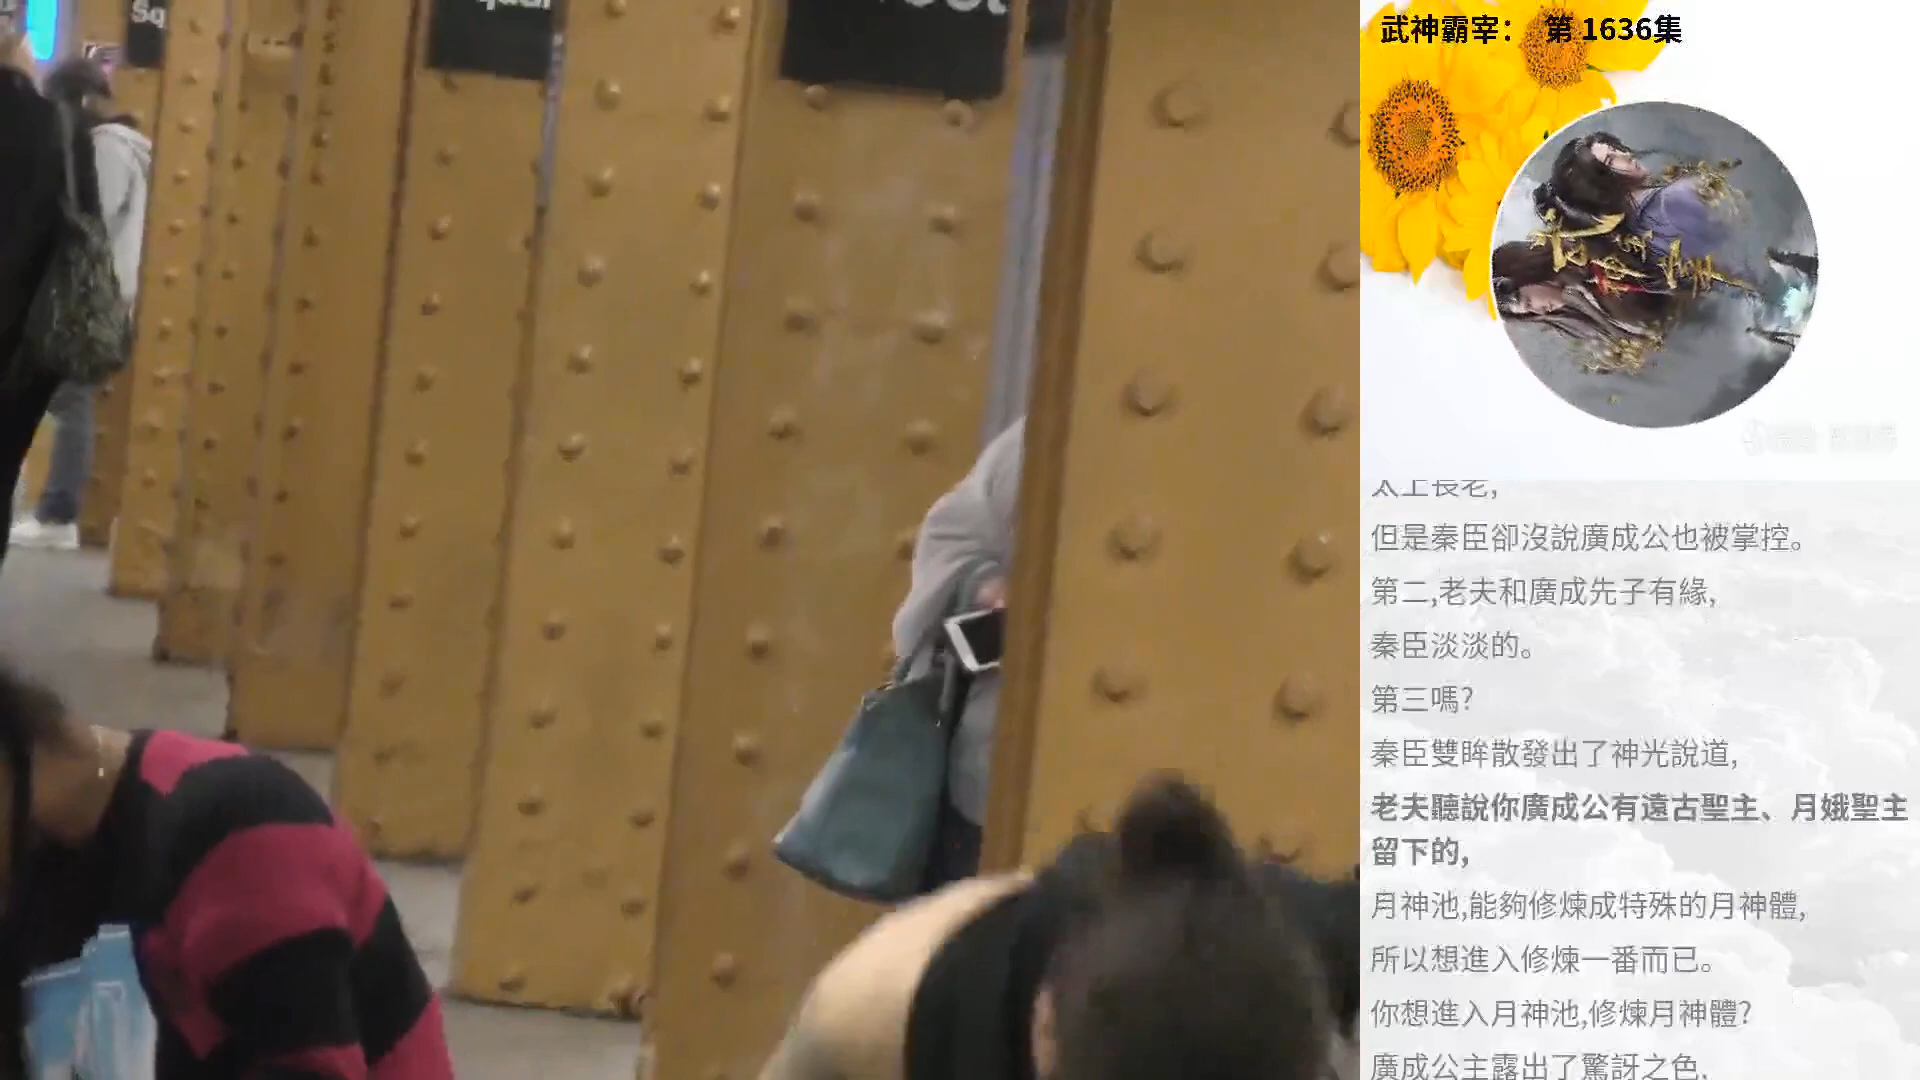 Sq
武神霸宰： 第 1636集
太上長老,
但是秦臣卻沒說廣成公也被掌控。
第二,老夫和廣成先子有緣,
秦臣淡淡的。
第三嗎?
秦臣雙眸散發出了神光說道,
老夫聽說你廣成公有遠古聖主、月娥聖主
留下的,
月神池,能夠修煉成特殊的月神體,
所以想進入修煉一番而已。
你想進入月神池,修煉月神體?
廣成公主露出了驚訝之色,